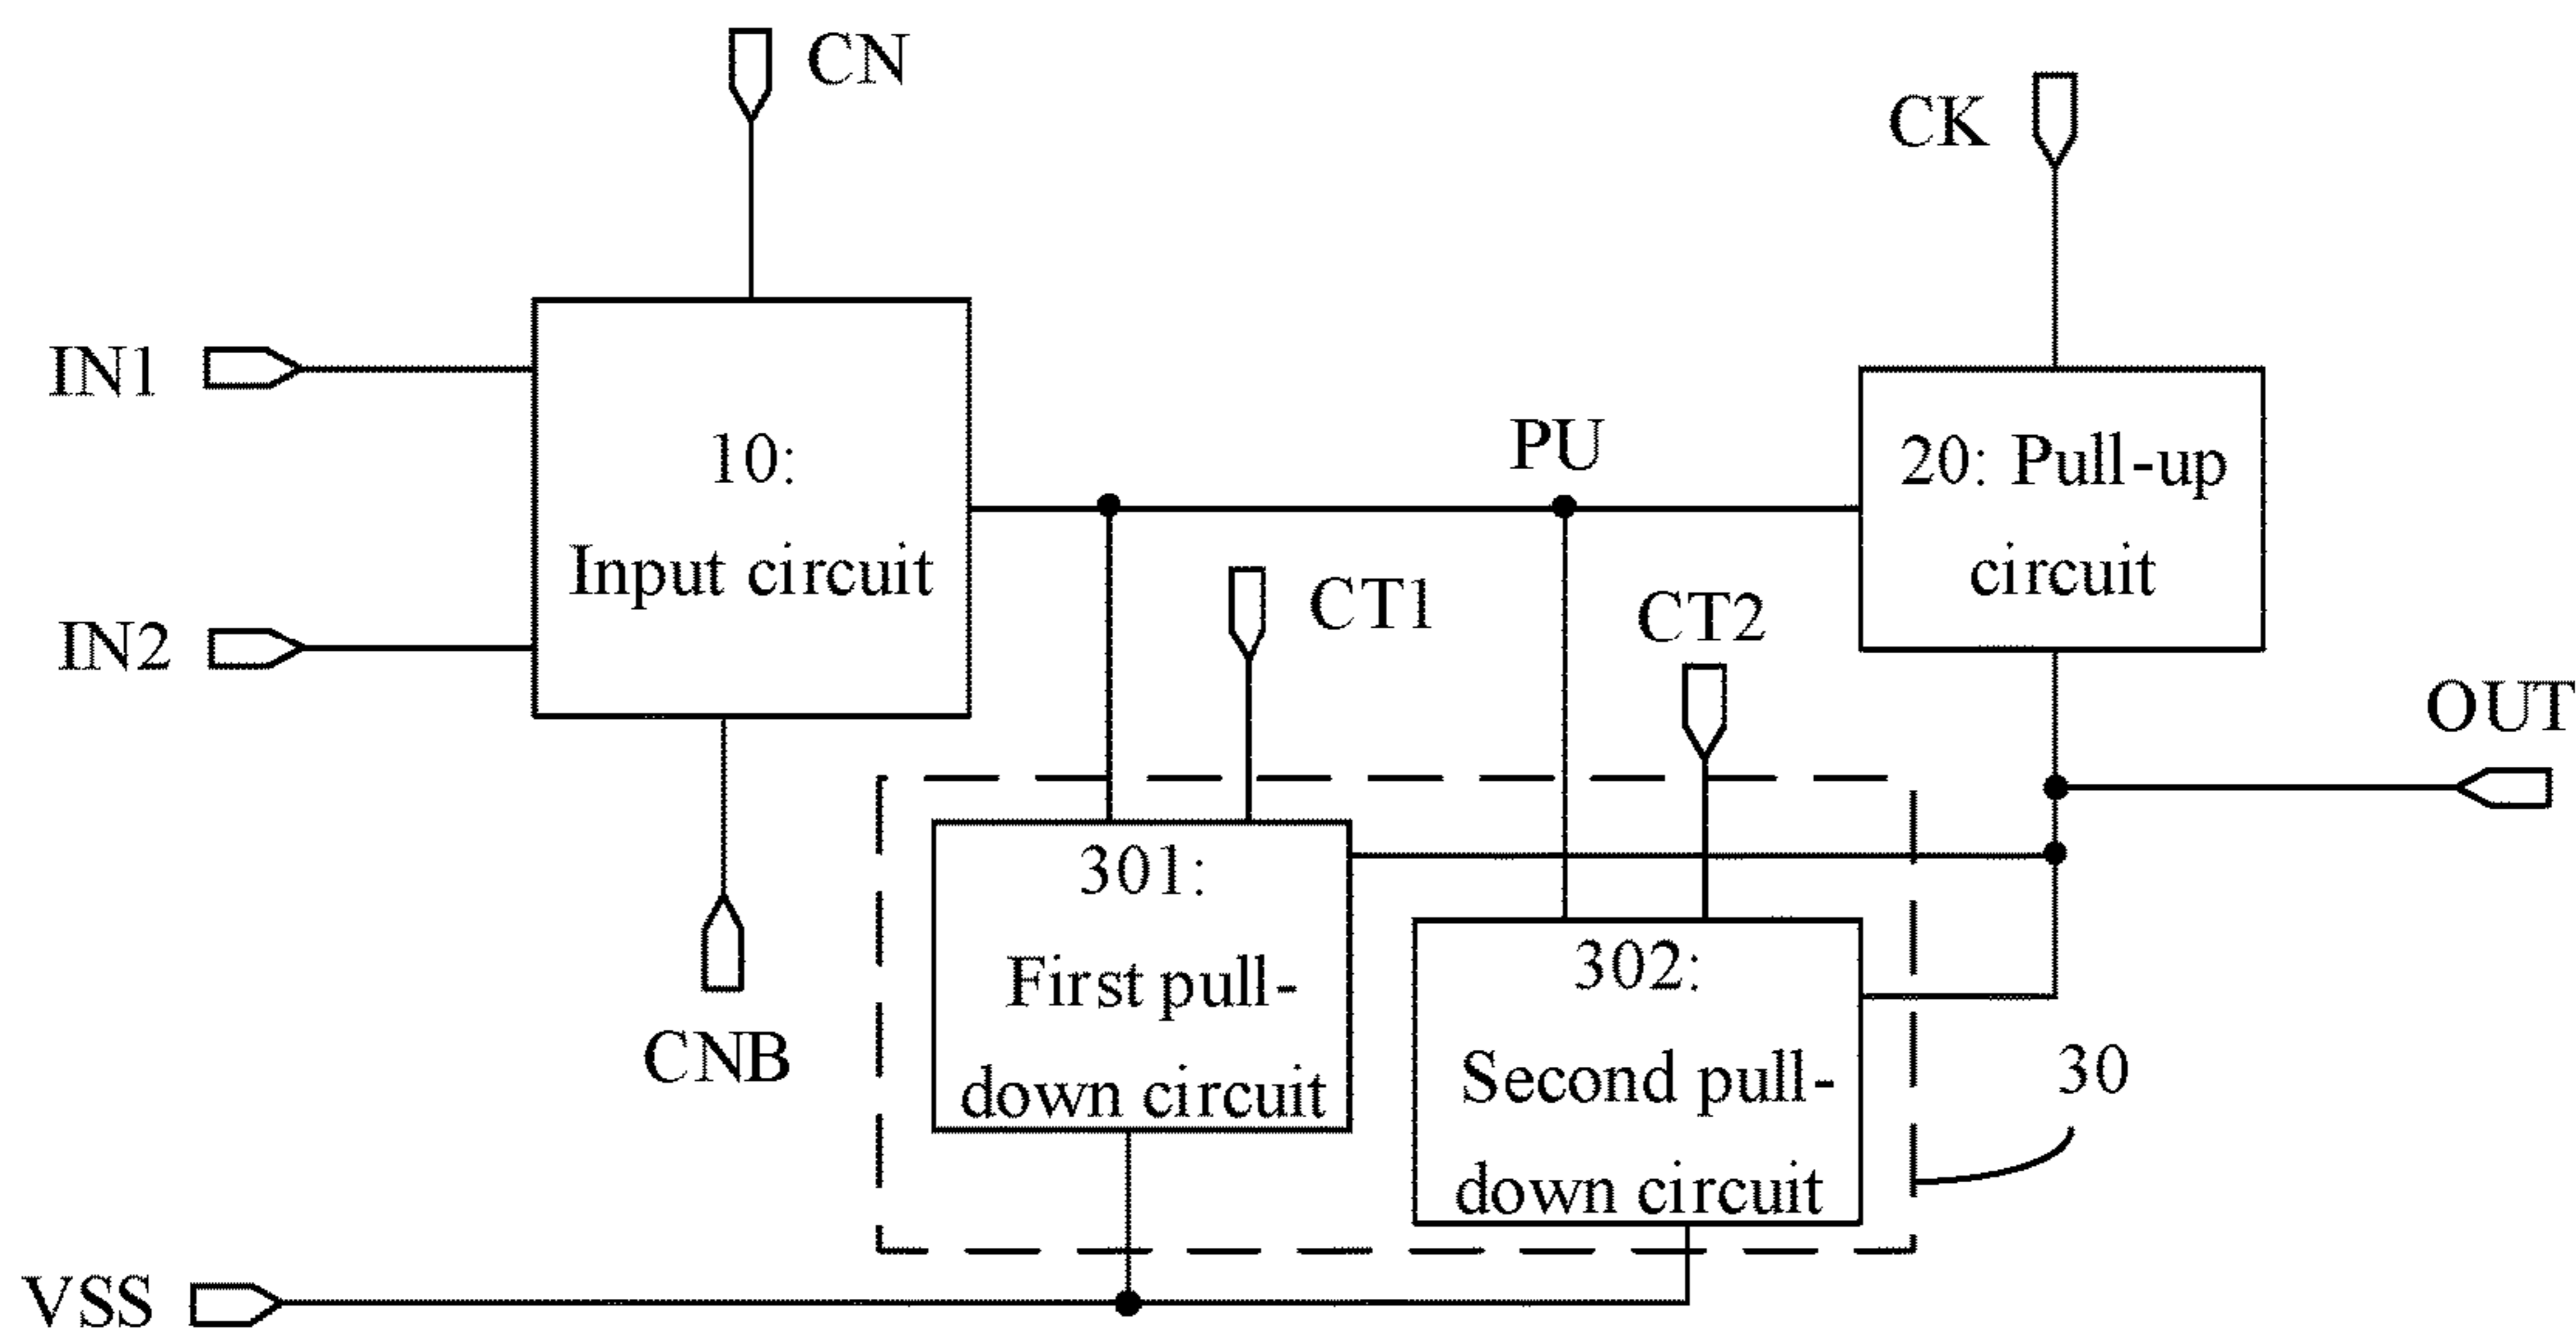 CN
CK
IN1
10:
Input circuit
IN2
PU
20: Pull-up
circuit
CT1
CT2
OUT
CNB
301:
First pull-
down circuit
302:
Second pull-
down circuit
30
VSS